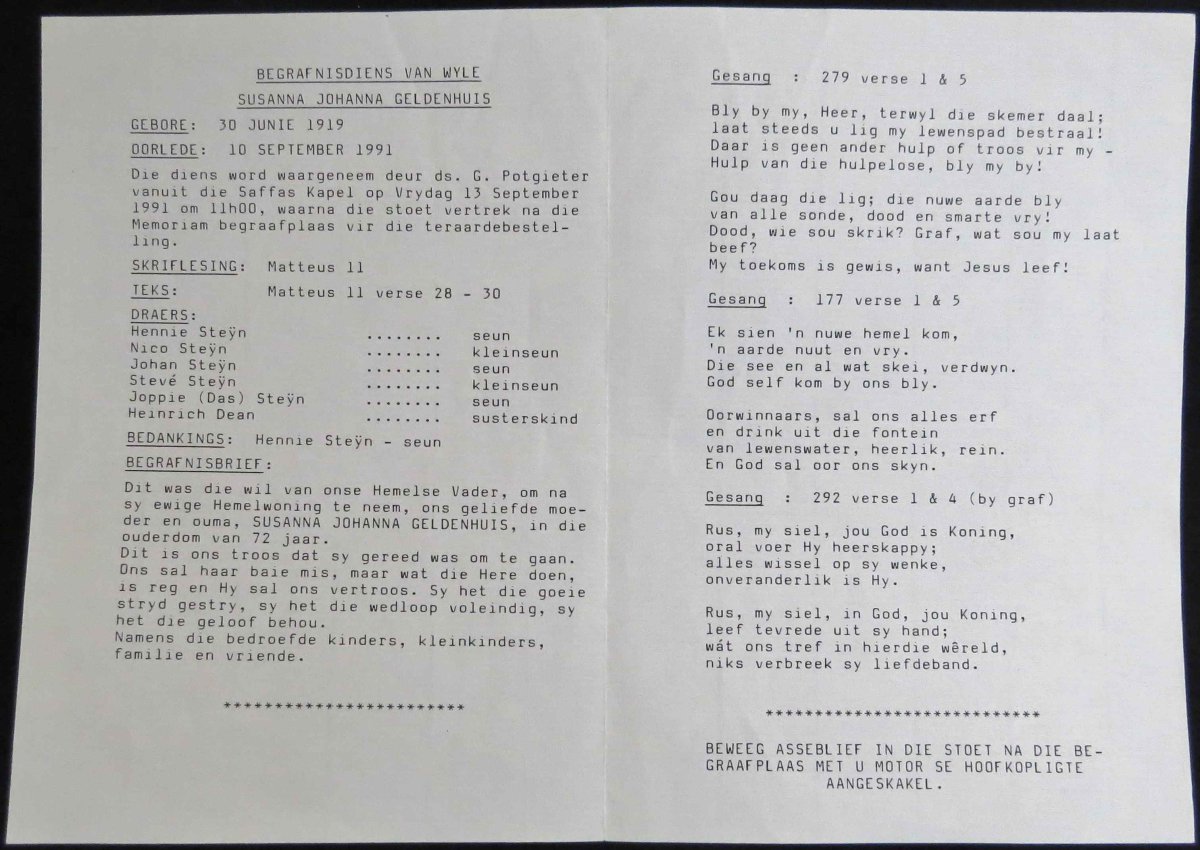 BEGRAFNISDIENS VAN WYLE
SUSANNA JOHANNA GELDENHUIS
GEBORE: 30 JUNIE 1919
OORLEDE: 10 SEPTEMBER 1991
Die diens word waargeneem deur ds. G. Potgieter
vanuit die Saffas Kapel op Vrydag 13 September
1991 om 11h00, waarna die stoet vertrek na die
Memoriam begraafplaas vir die teraardebestel-
ling.
SKRIFLESING: Matteus 11
TEKS: Matteus 11 verse 28 - 30
DRAERS:
Hennie Steÿn ........ seun
Nico Steÿn ........ kleinseun
Johan Steÿn ........ seun
Stevé Steÿn ........ kleinseun
Joppie (Das) Steÿn ........ seun
Heinrich Dean ........ susterskind
BEDANKINGS: Hennie Steÿn - seun
BEGRAFNISBRIEF:
Dit was die wil van onse Hemelse Vader, om na
sy ewige Hemelwoning te neem, ons geliefde moe-
der en ouma, SUSANNA JOHANNA GELDENHUIS, in die
ouderdom van 72 jaar.
Dit is ons troos dat sy gereed was om te gaan.
Ons sal haar baie mis, maar wat die Here doen,
is reg en Hy sal ons vertroos. Sy het die goeie
stryd gestry, sy het die wedloop voleindig, sy
het die geloof behou.
Namens die bedroefde kinders, kleinkinders,
familie en vriende.
************************
Gesang : 279 verse 1 & 5
Bly by my, Heer, terwyl die skemer daal;
laat steeds u lig my lewenspad bestraal!
Daar is geen ander hulp of troos vir my -
Hulp van die hulpelose, bly my by!
Gou daag die lig; die nuwe aarde bly
van alle sonde, dood en smarte vry!
Dood, wie sou skrik? Graf, wat sou my laat
beef?
My toekoms is gewis, want Jesus leef!
Gesang : 177 verse 1 & 5
Ek sien 'n nuwe hemel kom,
'n aarde nuut en vry.
Die see en al wat skei, verdwyn.
God self kom by ons bly.
Oorwinnaars, sal ons alles erf
en drink uit die fontein
van lewenswater, heerlik, rein.
En God sal oor ons skyn.
Gesang : 292 verse 1 & 4 (by graf)
Rus, my siel, jou God is Koning,
oral voer Hy heerskappy;
alles wissel op sy wenke,
onveranderlik is Hy.
Rus, my siel, in God, jou Koning,
leef tevrede uit sy hand;
wát ons tref in hierdie wêreld,
niks verbreek sy liefdeband.
****************************
BEWEEG ASSEBLIEF IN DIE STOET NA DIE BE-
GRAAFPLAAS MET U MOTOR SE HOOFKOPLIGTE
AANGESKAKEL.